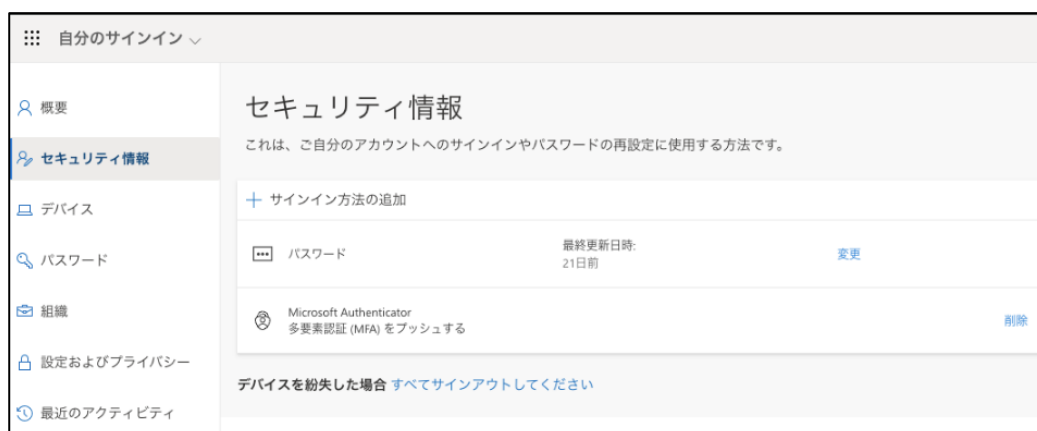 自分のサインイン
概要
セキュリティ情報
デバイス
パスワード
組織
設定およびプライバシー
最近のアクティビティ
セキュリティ情報
これは、ご自分のアカウントへのサインインやパスワードの再設定に使用する方法です。
サインイン方法の追加
パスワード
最終更新日時:
21日前
変更
Microsoft Authenticator
多要素認証 (MFA) をプッシュする
削除
デバイスを紛失した場合 すべてサインアウトしてください